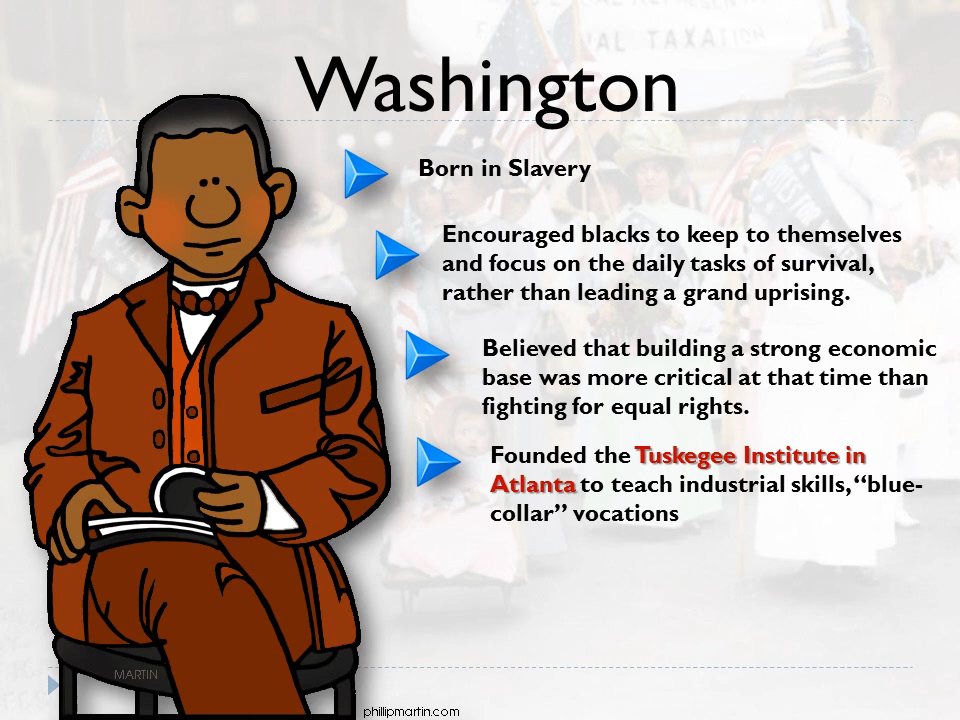 TAXATION
Washington
Born in Slavery
Encouraged blacks to keep to themselves
and focus on the daily tasks of survival,
rather than leading a grand uprising.
Believed that building a strong economic
base was more critical at that time than
fighting for equal rights.
Founded the Tuskegee Institute in
Atlanta to teach industrial skills, “blue-
collar” vocations
MARTIN
phillipmartin.com